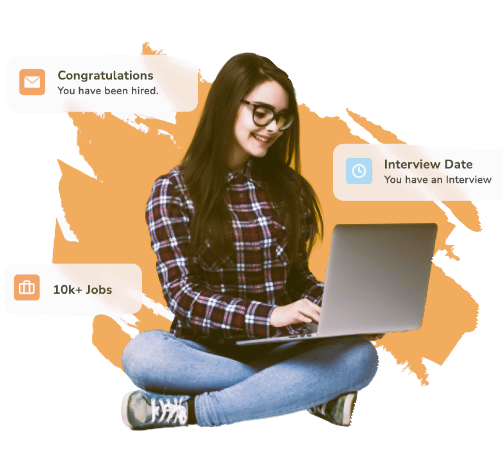 Congratulations
You have been hired.
Interview Date
You have an Interview
10k+ Jobs